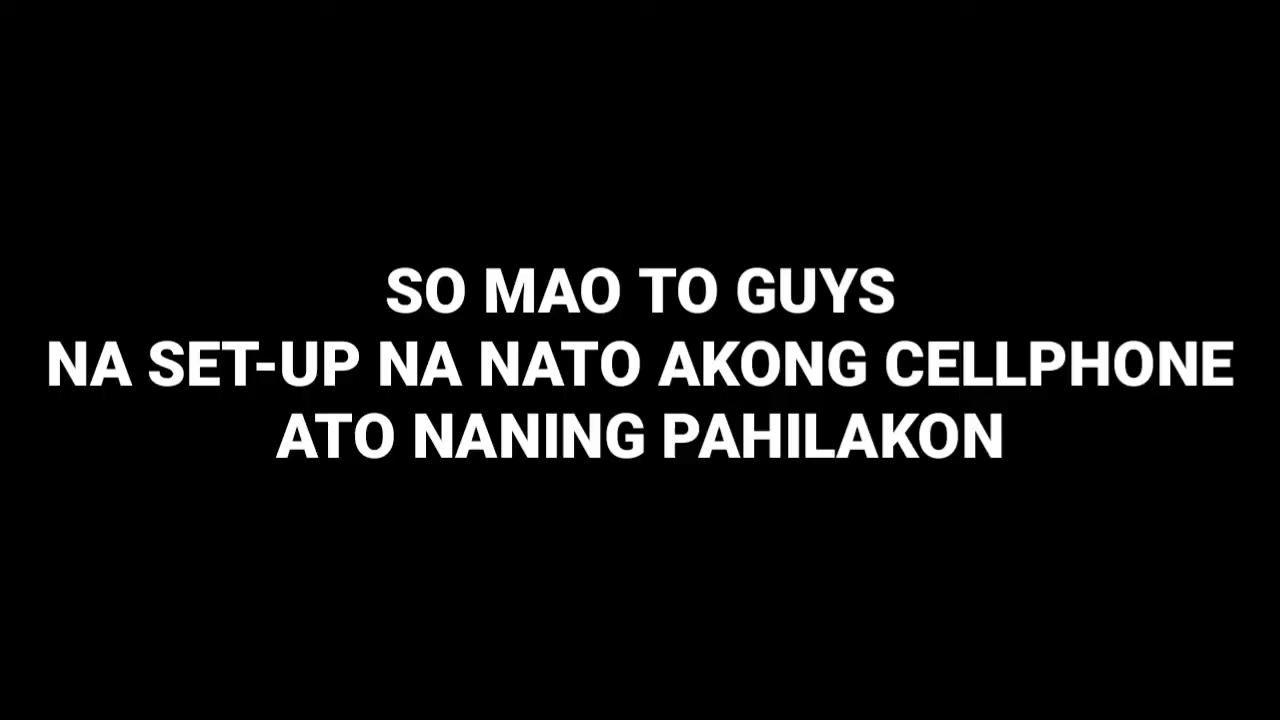 SO MAO TO GUYS
NA SET-UP NA NATO AKONG CELLPHONE
ATO NANING PAHILAKON